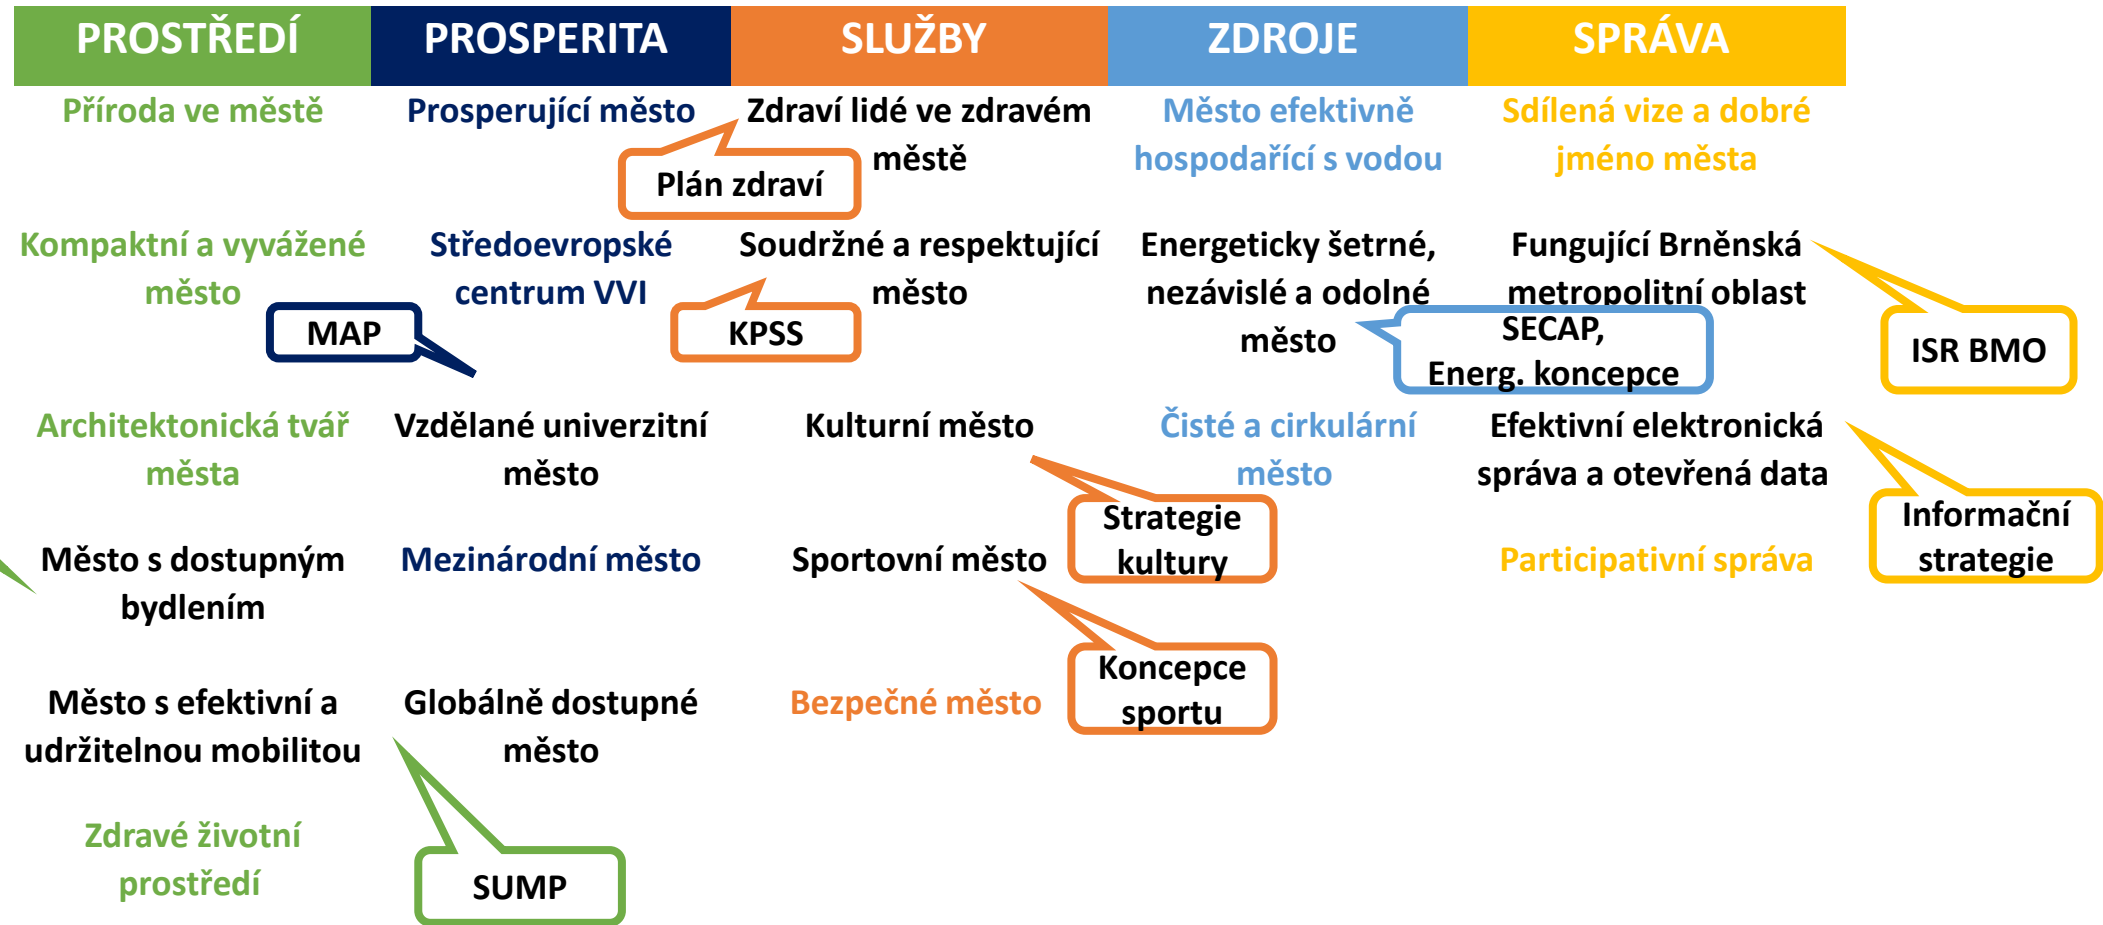 PROSTŘEDÍ
PROSPERITA
SLUŽBY
ZDROJE
SPRÁVA
Příroda ve městě
Prosperující město
Zdraví lidé ve zdravém
městě
Město efektivně
hospodařící s vodou
Sdílená vize a dobré
jméno města
Plán zdraví
Kompaktní a vyvážené
město
Středoevropské
centrum VVI
Soudržné a respektující
město
Energeticky šetrné,
nezávislé a odolné
město
Fungující Brněnská
metropolitní oblast
MAP
KPSS
SECAP,
Energ. koncepce
ISR BMO
Architektonická tvář
města
Vzdělané univerzitní
město
Kulturní město
Čisté a cirkulární
město
Efektivní elektronická
správa a otevřená data
Strategie
kultury
Informační
strategie
Město s dostupným
bydlením
Mezinárodní město
Sportovní město
Participativní správa
Koncepce
sportu
Město s efektivní a
udržitelnou mobilitou
Globálně dostupné
město
Bezpečné město
Zdravé životní
prostředí
SUMP